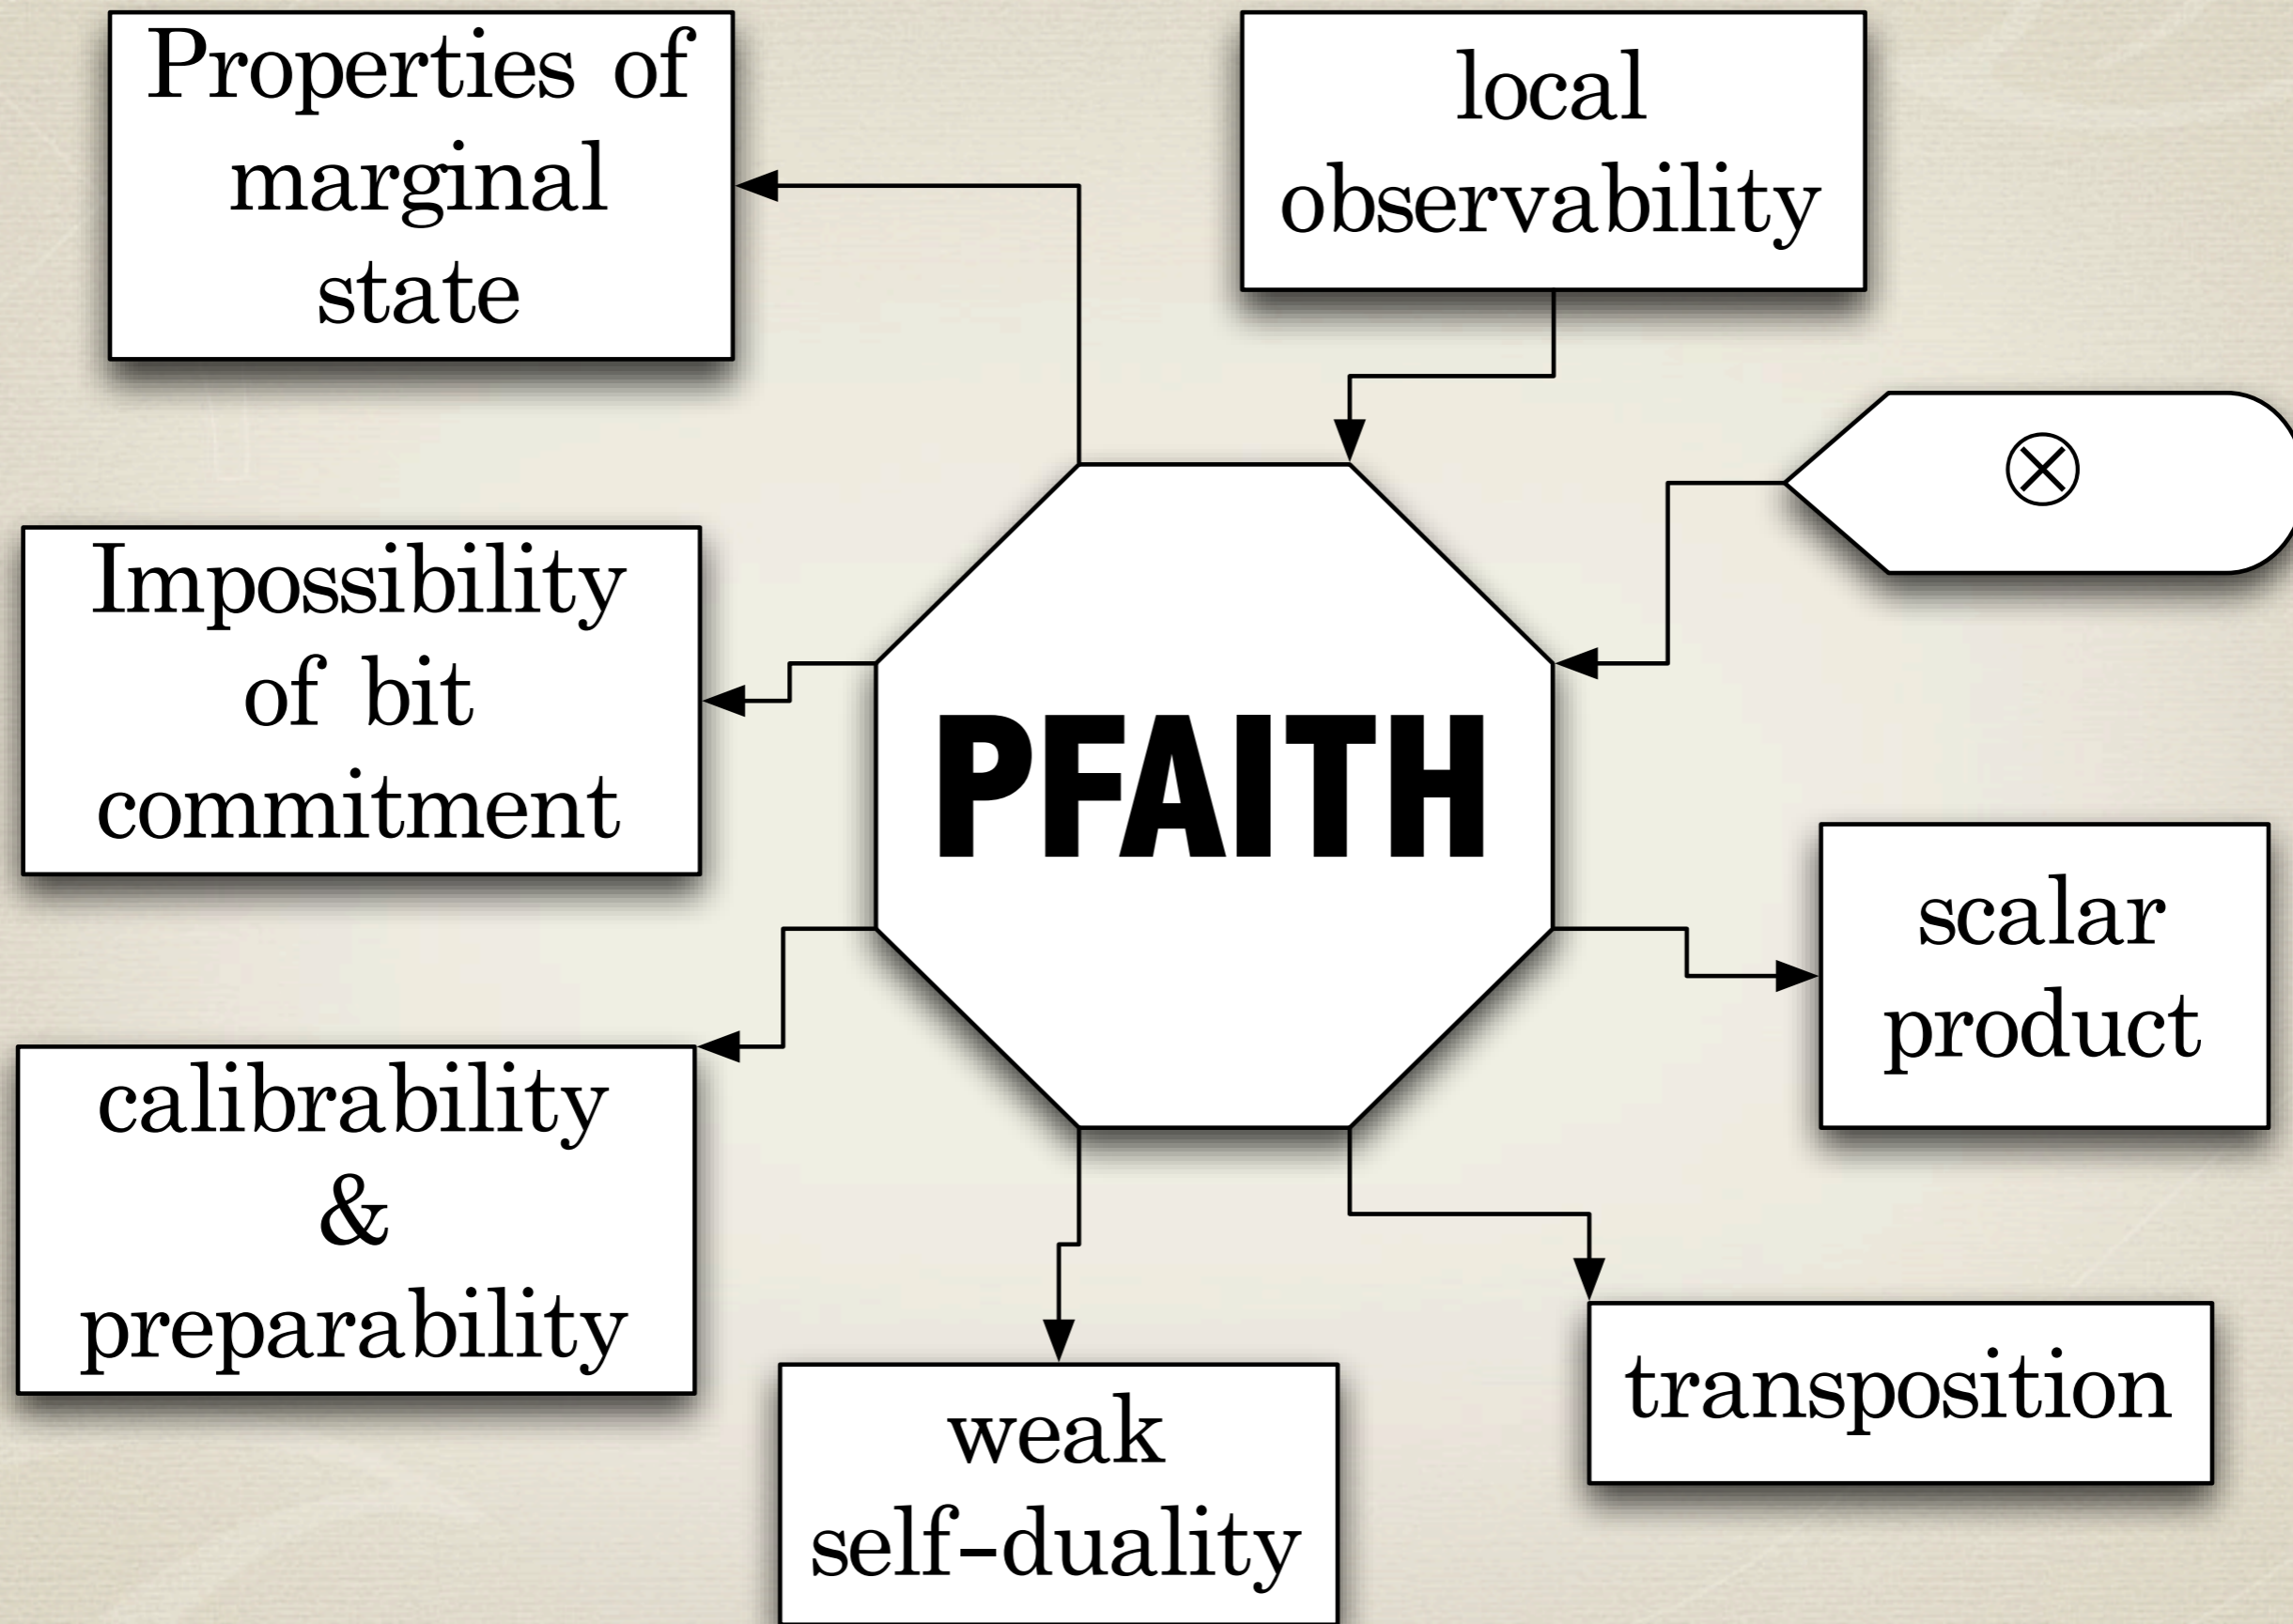 Properties of
marginal
state
local
observability
⊗
Impossibility
of bit
commitment
PFAITH
scalar
product
calibrability
&
preparability
transposition
weak
self-duality